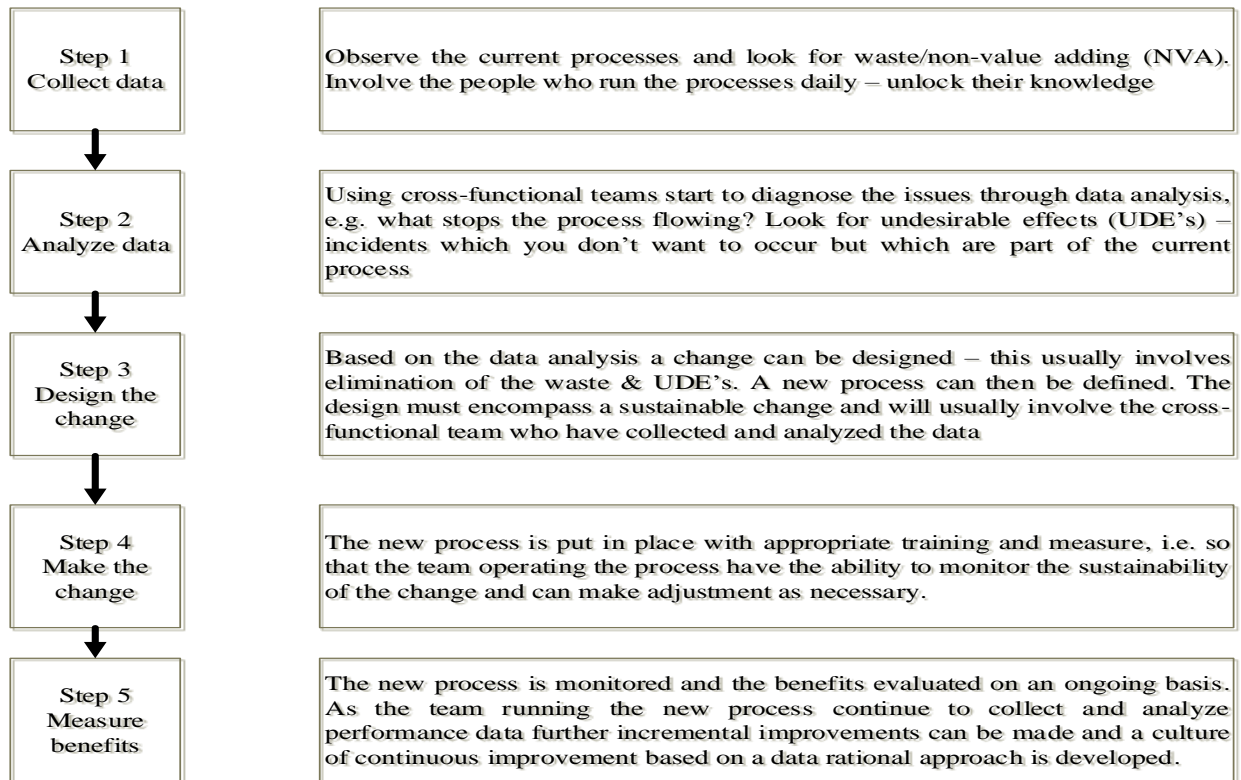 Step 1
Collect data
Observe the current processes and look for waste/non-value adding (NVA).
Involve the people who run the processes daily – unlock their knowledge
Step 2
Analyze data
Using cross-functional teams start to diagnose the issues through data analysis,
e.g. what stops the process flowing? Look for undesirable effects (UDE's) –
incidents which you don't want to occur but which are part of the current
process
Step 3
Design the
change
Based on the data analysis a change can be designed – this usually involves
elimination of the waste & UDE's. A new process can then be defined. The
design must encompass a sustainable change and will usually involve the cross-
functional team who have collected and analyzed the data
Step 4
Make the
change
The new process is put in place with appropriate training and measure, i.e. so
that the team operating the process have the ability to monitor the sustainability
of the change and can make adjustment as necessary.
Step 5
Measure
benefits
The new process is monitored and the benefits evaluated on an ongoing basis.
As the team running the new process continue to collect and analyze
performance data further incremental improvements can be made and a culture
of continuous improvement based on a data rational approach is developed.